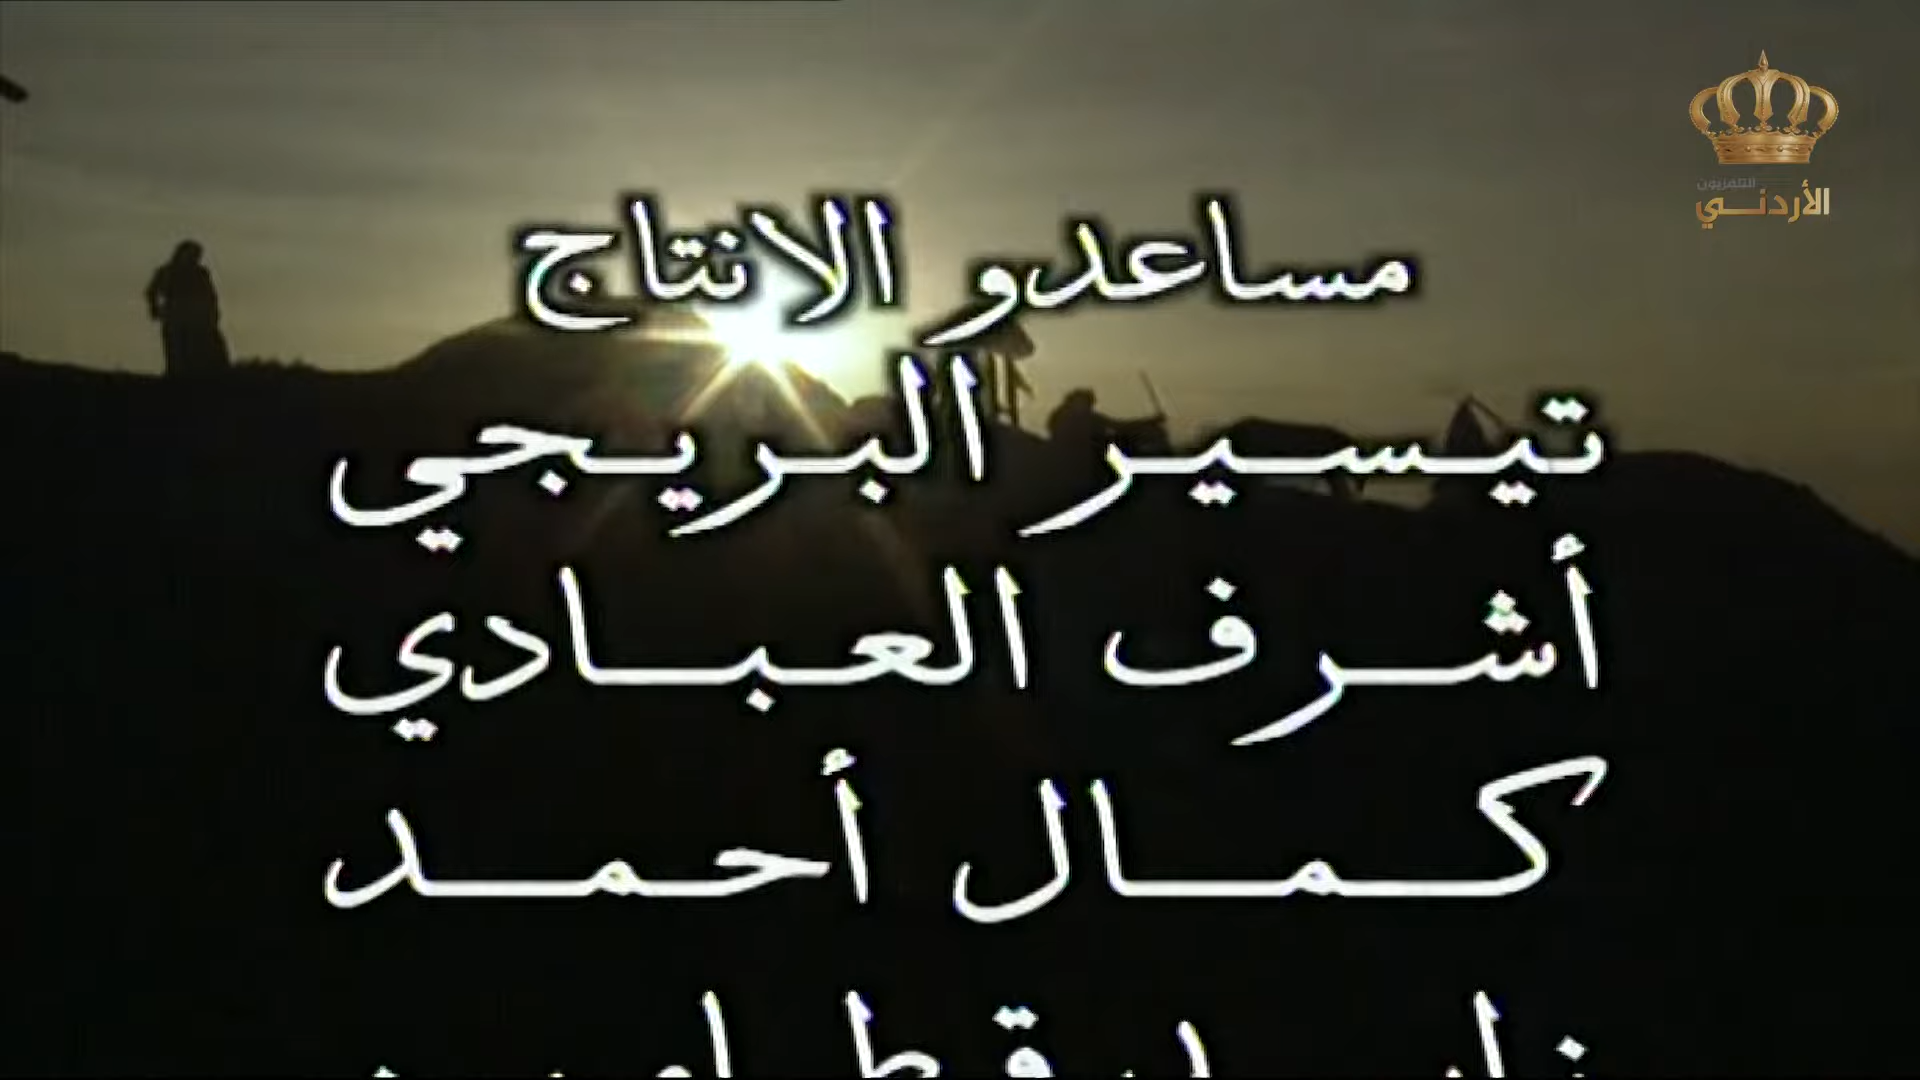 التلفزيون
الأردني
مساعدو الانتاج
تيسير البريجي
أشرف العبادي
كمال أحمد